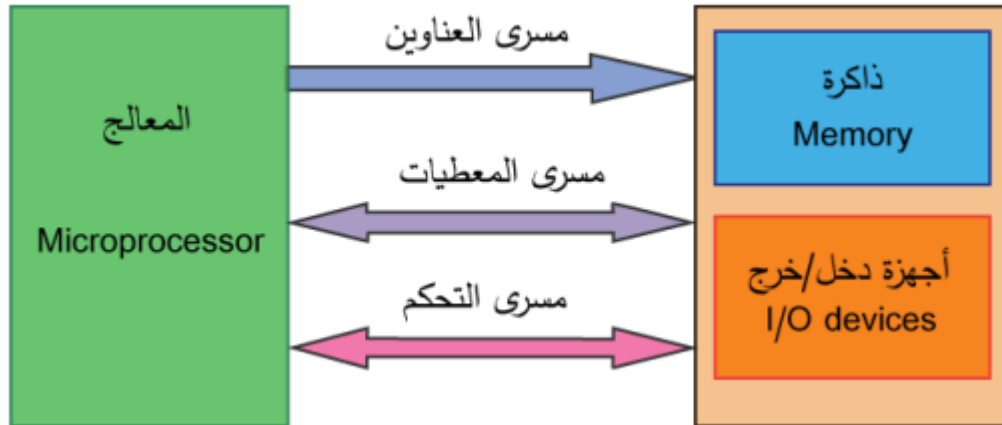 مسرى العناوين
المعالج
Microprocessor
مسرى المعطيات
مسرى التحكم
ذاكرة
Memory
أجهزة دخل/خرج
I/O devices